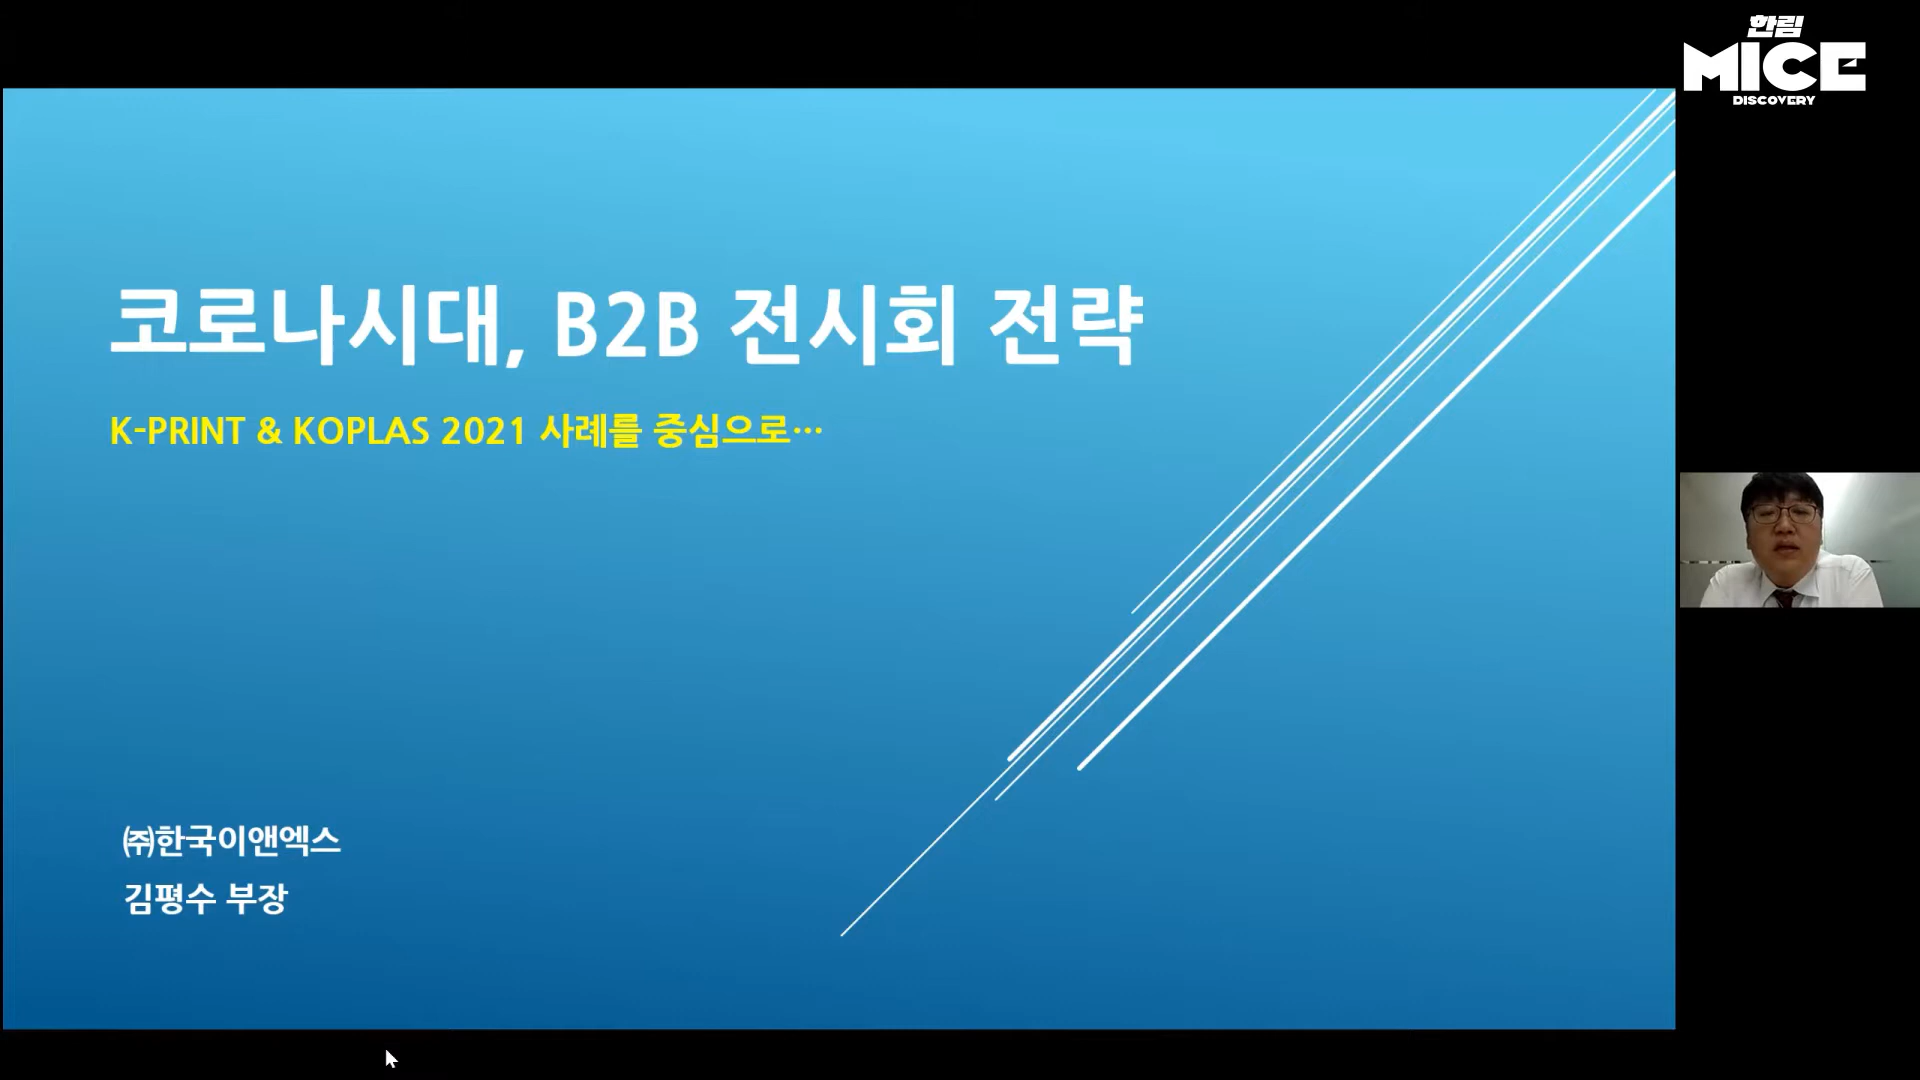 한림
MICE
DISCOVERY
코로나시대, B2B 전시회 전략
K-PRINT & KOPLAS 2021 사례를 중심으로…
㈜한국이앤엑스
김평수 부장